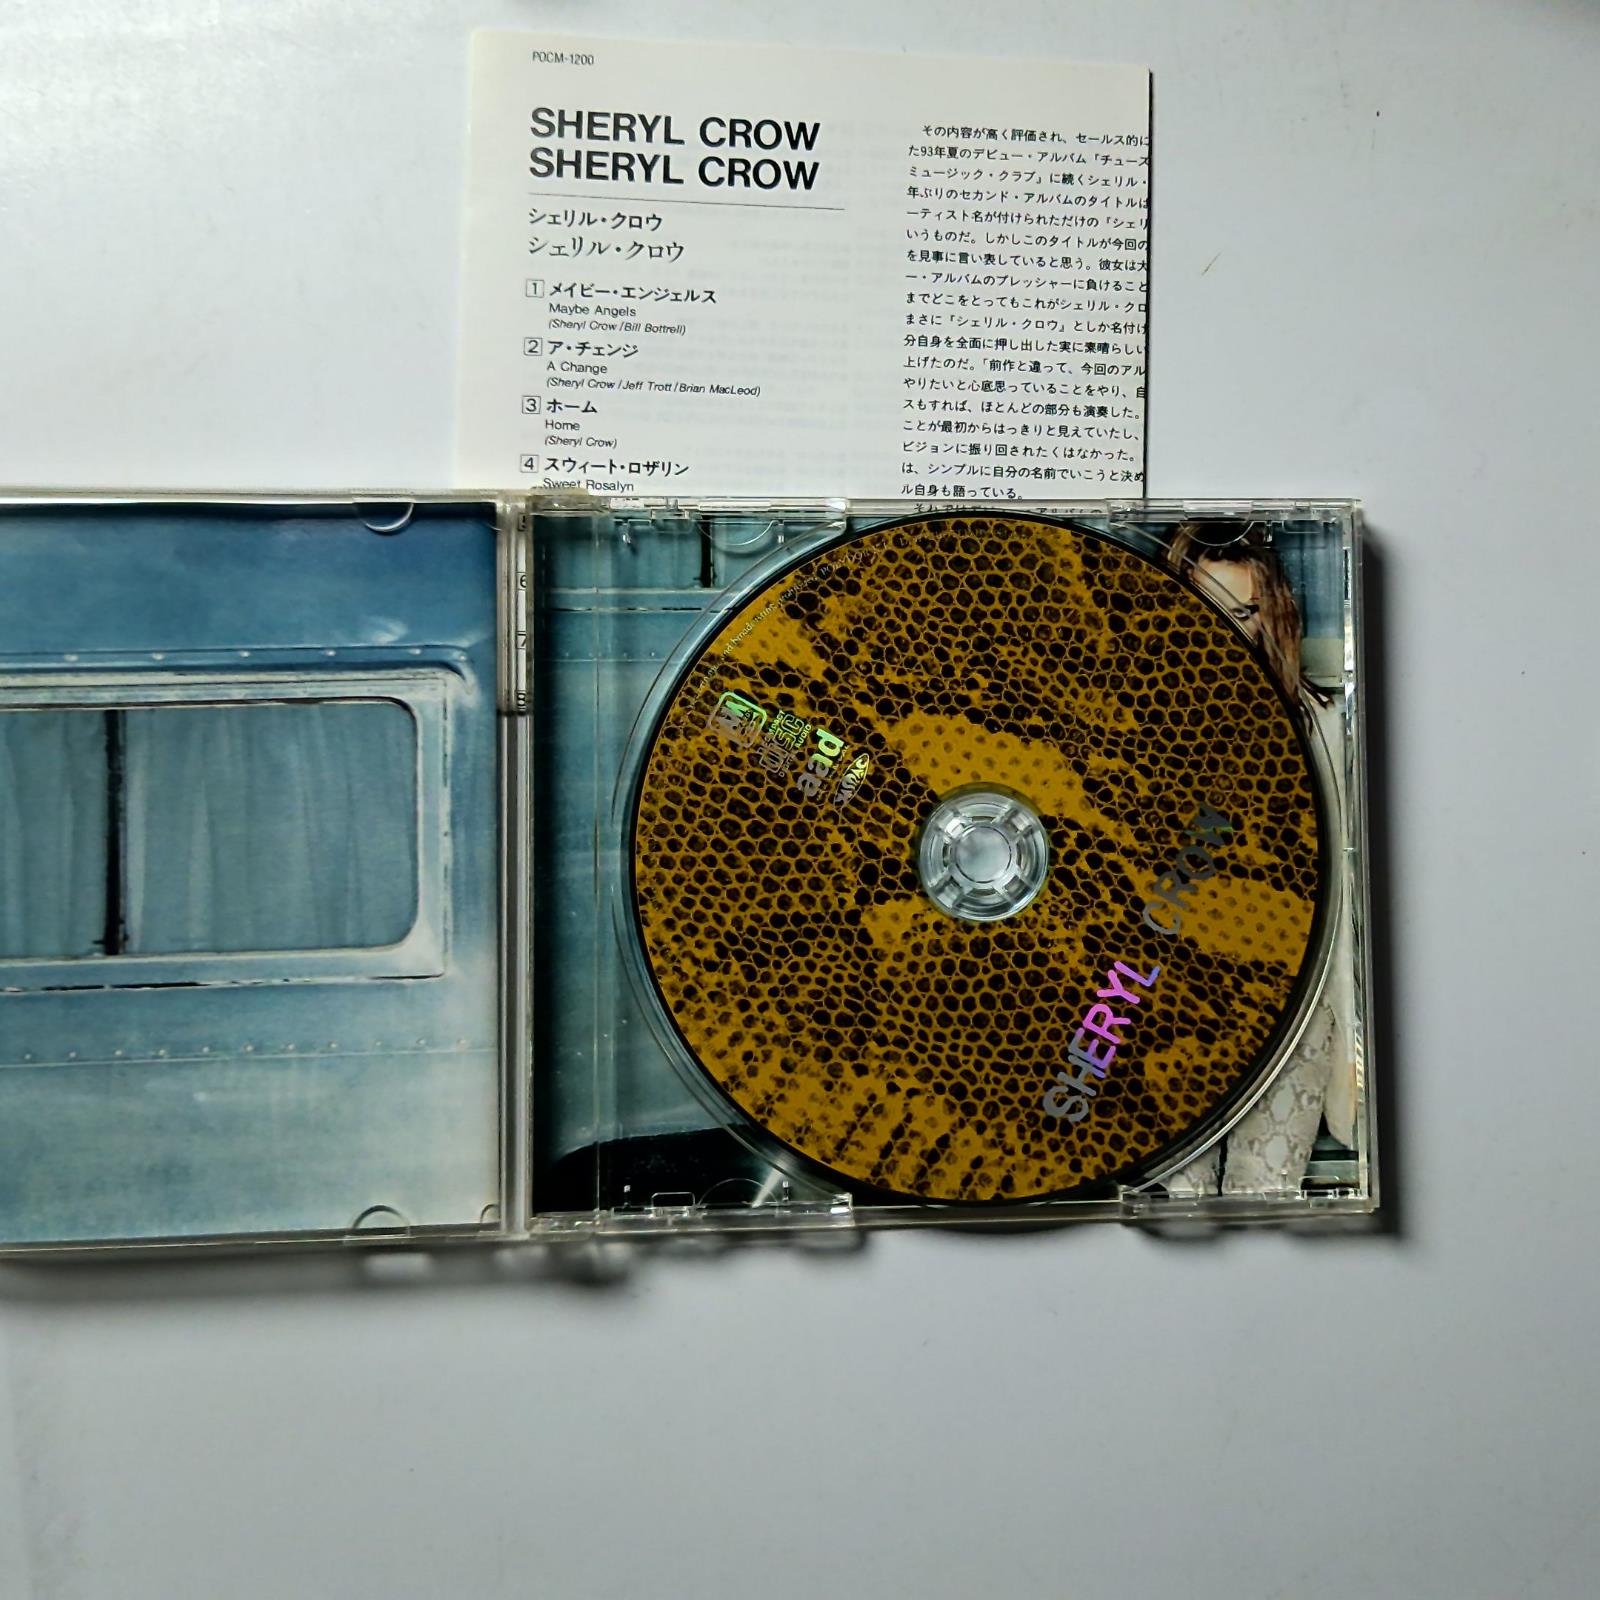 POCM-1200
SHERYL CROW
SHERYL CROW
シェリル・クロウ
シェリル・クロウ
1 メイビー・エンジェルス
Maybe Angels
(Sheryl Crow/Bill Bottrell)
2 ア・チェンジ
A Change
(Sheryl Crow/Jeff Trott/Brian MacLeod)
3 ホーム
Home
(Sheryl Crow)
4 スウィート・ロザリン
Sweet Rosalyn
6
7
8
その内容が高く評価され、セールス的に
た93年夏のデビュー・アルバム『チューズ
ミュージック・クラブ』に続くシェリル・
年ぶりのセカンド・アルバムのタイトルは
ーティスト名が付けられただけの『シェリ
いうものだ。しかしこのタイトルが今回の
を見事に言い表していると思う。彼女は大
ー・アルバムのプレッシャーに負けること
までどこをとってもこれがシェリル・クロ
まさに『シェリル・クロウ』としか名付け
分自身を全面に押し出した実に素晴らしい
上げたのだ。「前作と違って、今回のアル
やりたいと心底思っていることをやり、自
スもすれば、ほとんどの部分も演奏した。
ことが最初からはっきりと見えていたし、
ビジョンに振り回されたくはなかった。
は、シンプルに自分の名前でいこうと決め
ル自身も語っている。
A&M
COMPACT
disc
DIGITAL AUDIO
aad
JASRAC
SHERYL CROW